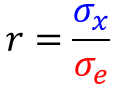 r = σₓ / σₑ